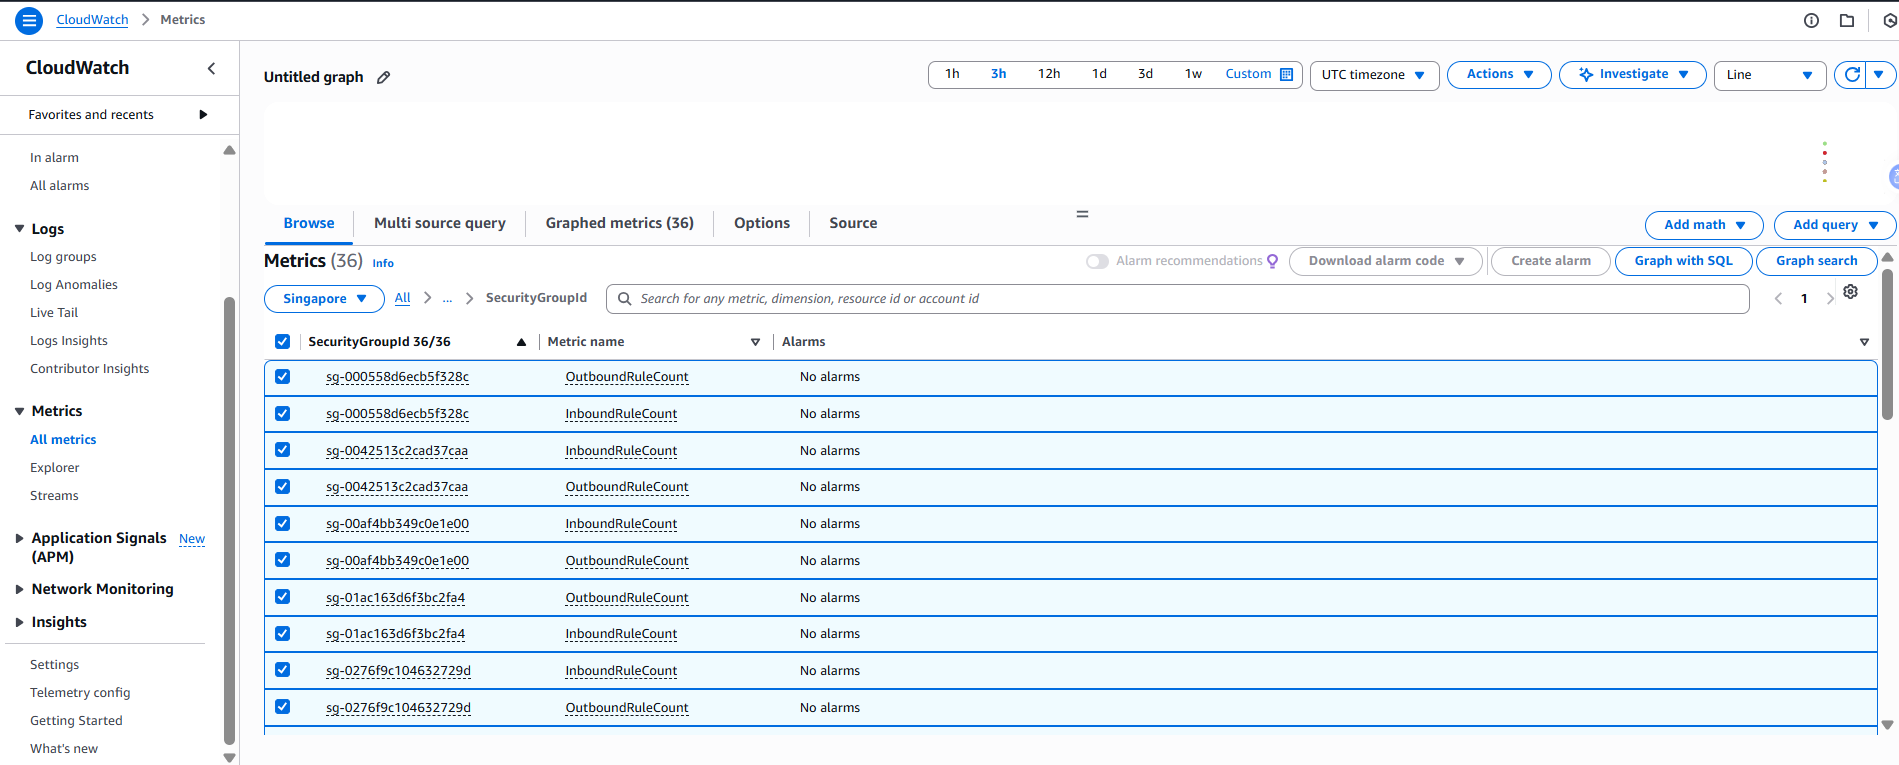 CloudWatch > Metrics
CloudWatch
Favorites and recents
In alarm
All alarms
Logs
Log groups
Log Anomalies
Live Tail
Logs Insights
Contributor Insights
Metrics
All metrics
Explorer
Streams
Application Signals New
(APM)
Network Monitoring
Insights
Settings
Telemetry config
Getting Started
What's new
Untitled graph
1h 3h 12h 1d 3d 1w Custom UTC timezone Actions Investigate Line
Browse Multi source query Graphed metrics (36) Options Source Add math Add query
Metrics (36) Info Alarm recommendations Download alarm code Create alarm Graph with SQL Graph search
Singapore All > ... > SecurityGroupId Search for any metric, dimension, resource id or account id 1
SecurityGroupId 36/36 Metric name Alarms
sg-000558d6ecb5f328c OutboundRuleCount No alarms
sg-000558d6ecb5f328c InboundRuleCount No alarms
sg-0042513c2cad37caa InboundRuleCount No alarms
sg-0042513c2cad37caa OutboundRuleCount No alarms
sg-00af4bb349c0e1e00 InboundRuleCount No alarms
sg-00af4bb349c0e1e00 OutboundRuleCount No alarms
sg-01ac163d6f3bc2fa4 OutboundRuleCount No alarms
sg-01ac163d6f3bc2fa4 InboundRuleCount No alarms
sg-0276f9c104632729d InboundRuleCount No alarms
sg-0276f9c104632729d OutboundRuleCount No alarms